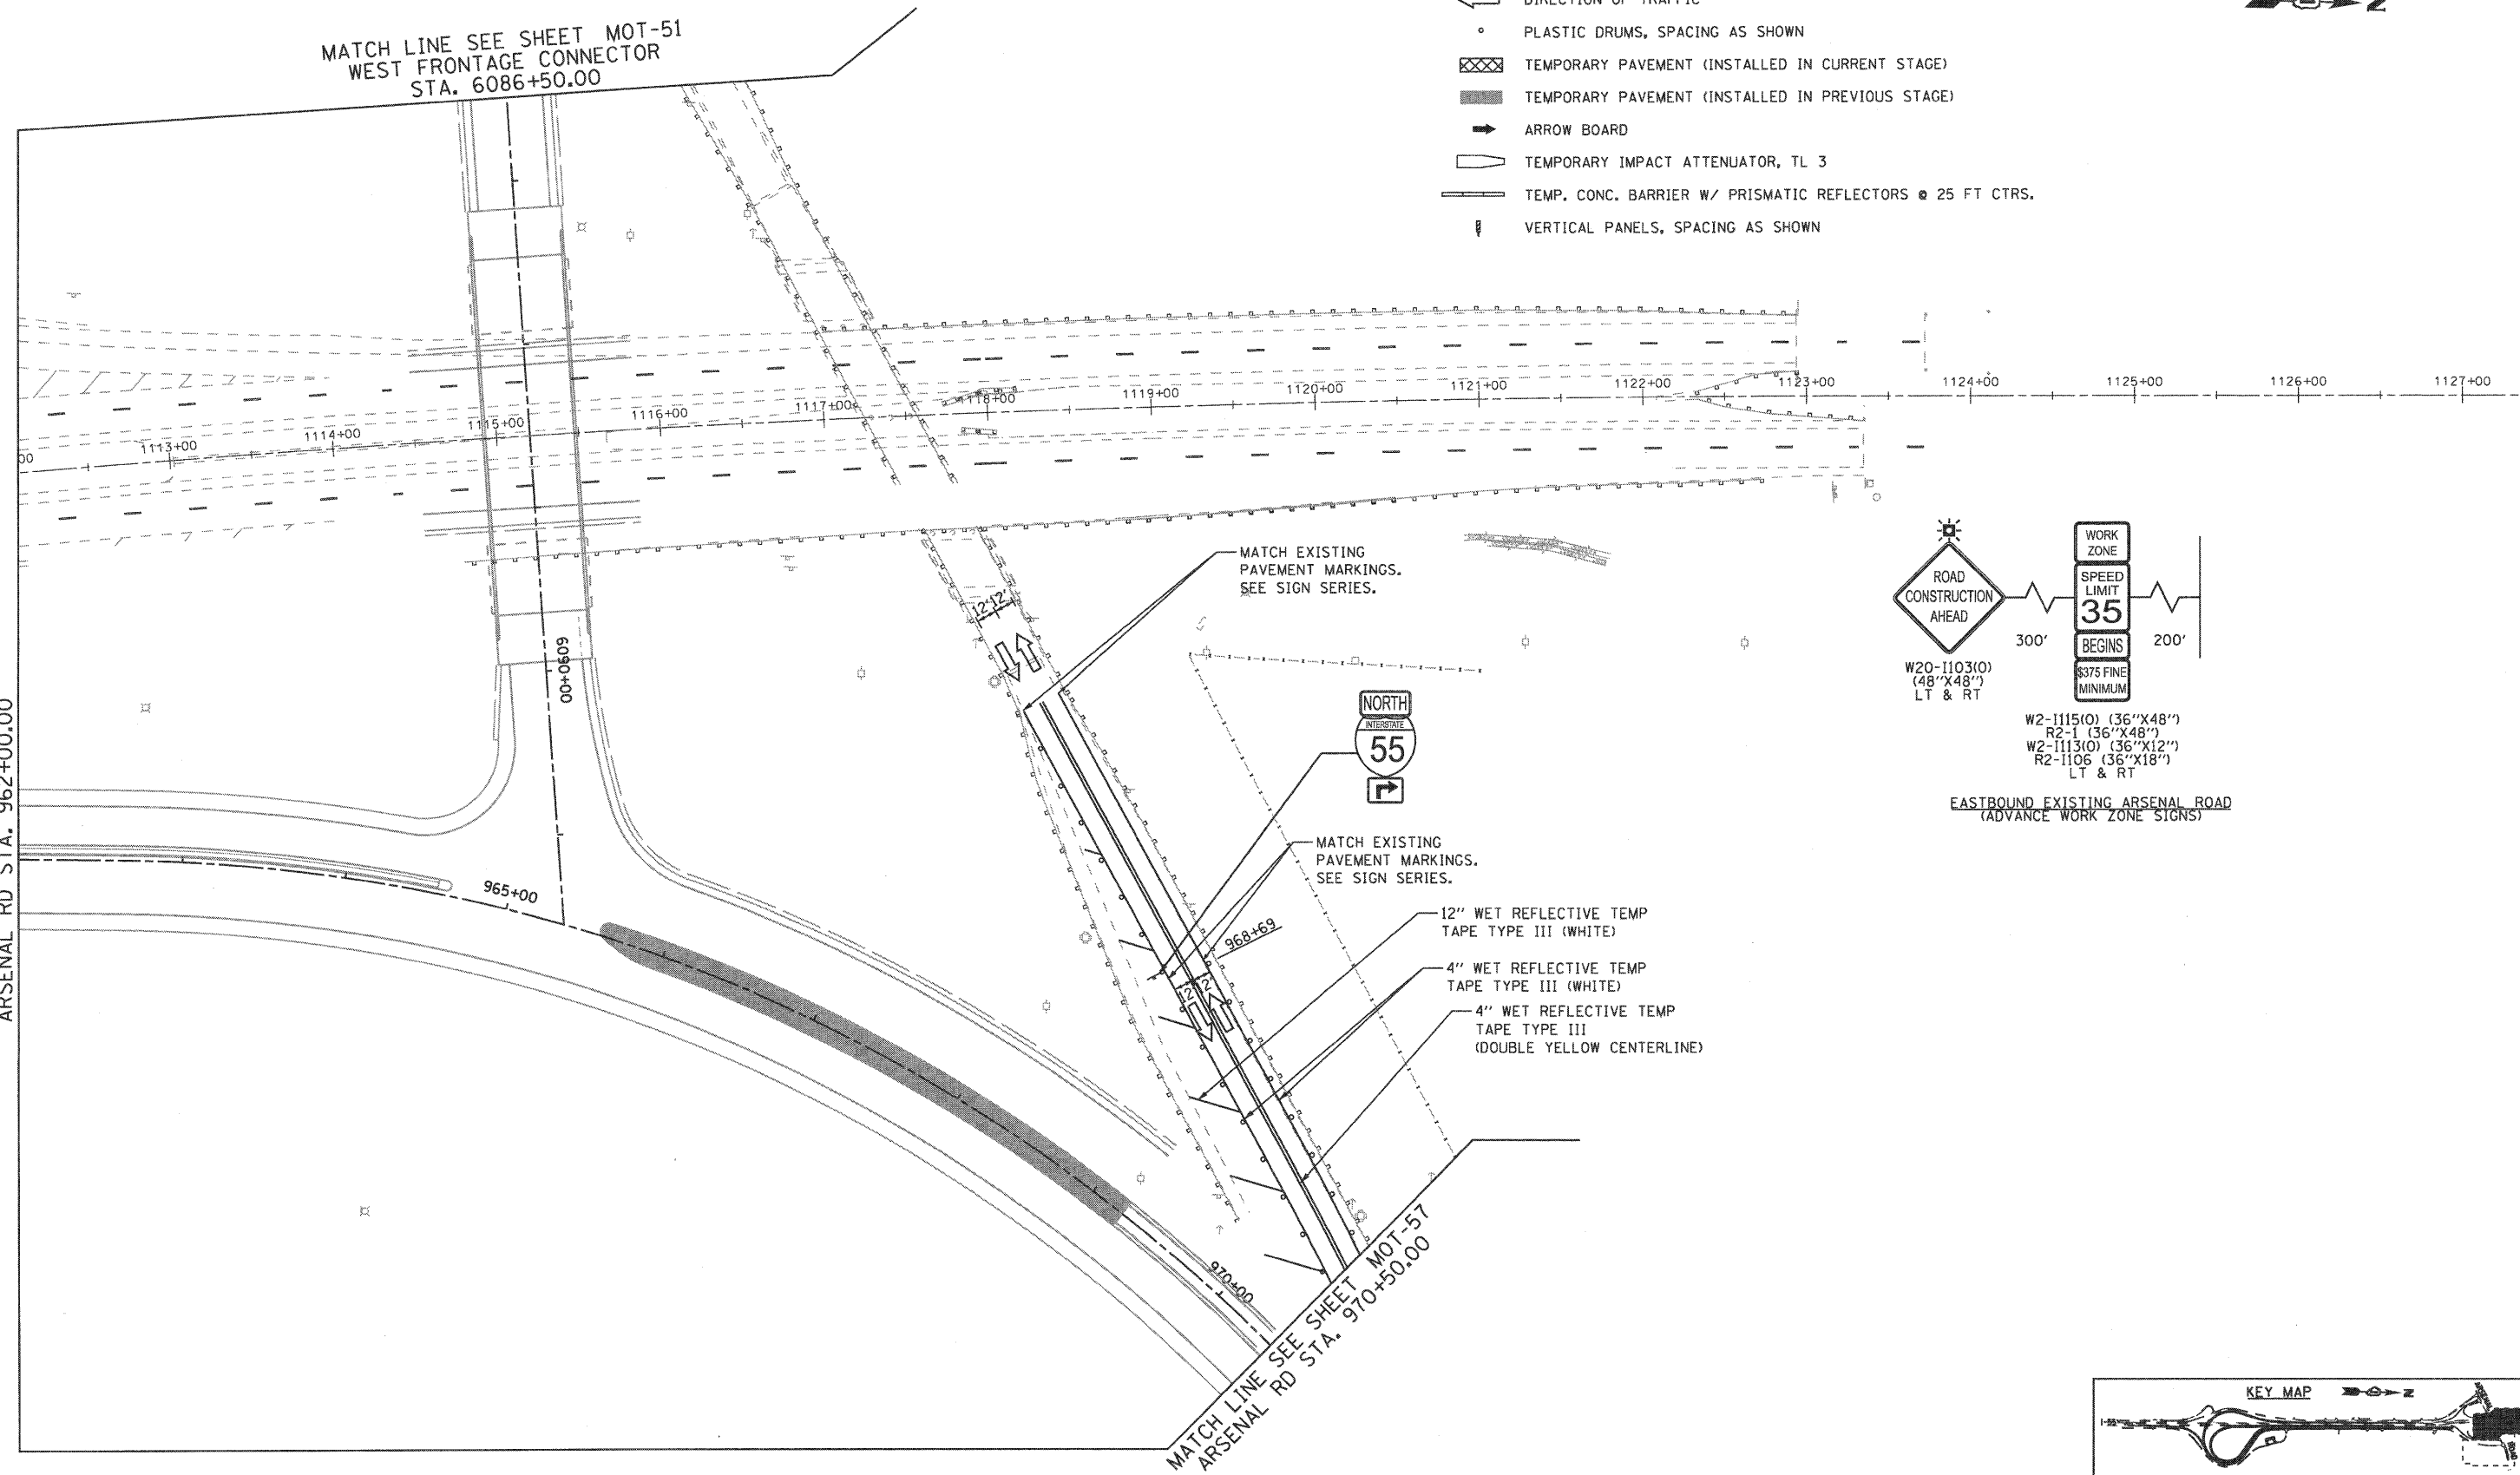 DIRECTION OF TRAFFIC
PLASTIC DRUMS, SPACING AS SHOWN
TEMPORARY PAVEMENT (INSTALLED IN CURRENT STAGE)
TEMPORARY PAVEMENT (INSTALLED IN PREVIOUS STAGE)
ARROW BOARD
TEMPORARY IMPACT ATTENUATOR, TL 3
TEMP. CONC. BARRIER W/ PRISMATIC REFLECTORS @ 25 FT CTRS.
VERTICAL PANELS, SPACING AS SHOWN
Z
MATCH LINE SEE SHEET MOT-51
WEST FRONTAGE CONNECTOR
STA. 6086+50.00
00
1113+00
1114+00
1115+00
1116+00
1117+00
1118+00
1119+00
1120+00
1121+00
1122+00
1123+00
1124+00
1125+00
1126+00
1127+00
MATCH EXISTING
PAVEMENT MARKINGS.
SEE SIGN SERIES.
12' 12'
6090+00
ROAD
CONSTRUCTION
AHEAD
300'
WORK
ZONE
SPEED
LIMIT
35
BEGINS
$375 FINE
MINIMUM
200'
W20-I103(O)
(48"X48")
LT & RT
W2-I115(O) (36"X48")
R2-1 (36"X48")
W2-I113(O) (36"X12")
R2-I106 (36"X18")
LT & RT
EASTBOUND EXISTING ARSENAL ROAD
(ADVANCE WORK ZONE SIGNS)
NORTH
INTERSTATE
55
MATCH EXISTING
PAVEMENT MARKINGS.
SEE SIGN SERIES.
ARSENAL RD STA. 962+00.00
965+00
968+69
12" WET REFLECTIVE TEMP
TAPE TYPE III (WHITE)
4" WET REFLECTIVE TEMP
TAPE TYPE III (WHITE)
4" WET REFLECTIVE TEMP
TAPE TYPE III
(DOUBLE YELLOW CENTERLINE)
970+00
MATCH LINE SEE SHEET MOT-57
ARSENAL RD STA. 970+50.00
KEY MAP
Z